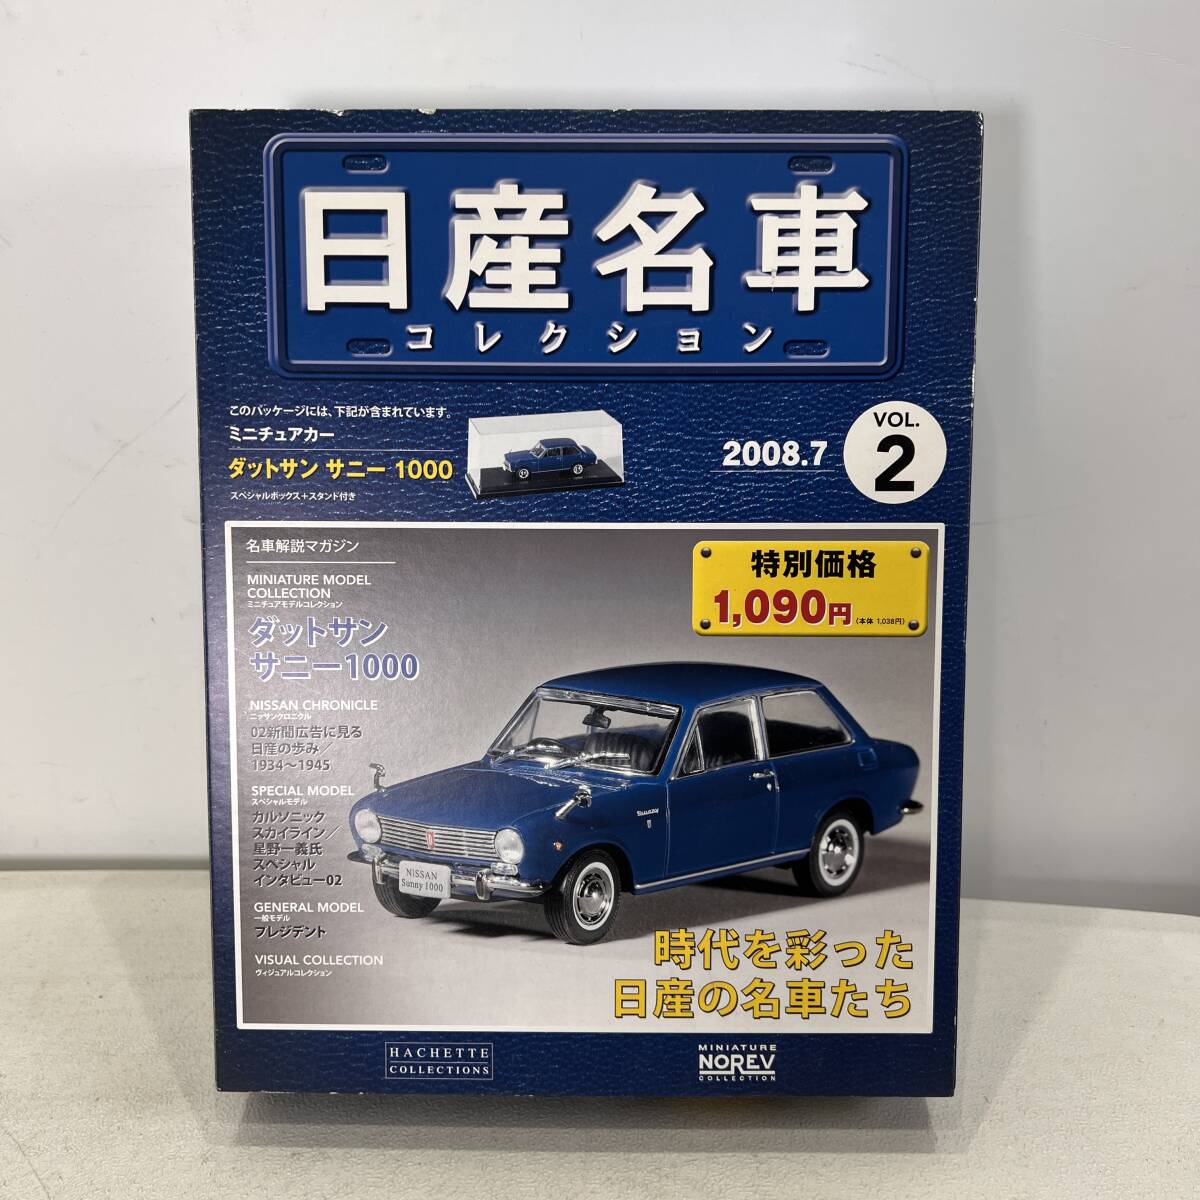 日産名車
コレクション
このパッケージには、下記が含まれています。
ミニチュアカー
ダットサン サニー 1000
スペシャルボックス+スタンド付き
2008.7
VOL.
2
名車解説マガジン
MINIATURE MODEL
COLLECTION
ミニチュアモデルコレクション
ダットサン
サニー1000
NISSAN CHRONICLE
ニッサンクロニクル
02新聞広告に見る
日産の歩み/
1934~1945
SPECIAL MODEL
スペシャルモデル
カルソニック
スカイライン/
星野一義氏
スペシャル
インタビュー02
GENERAL MODEL
一般モデル
プレジデント
VISUAL COLLECTION
ヴィジュアルコレクション
特別価格
1,090円
(本体 1,038円)
Sunny
NISSAN
Sunny 1000
時代を彩った
日産の名車たち
HACHETTE
COLLECTIONS
MINIATURE
NOREV
COLLECTION